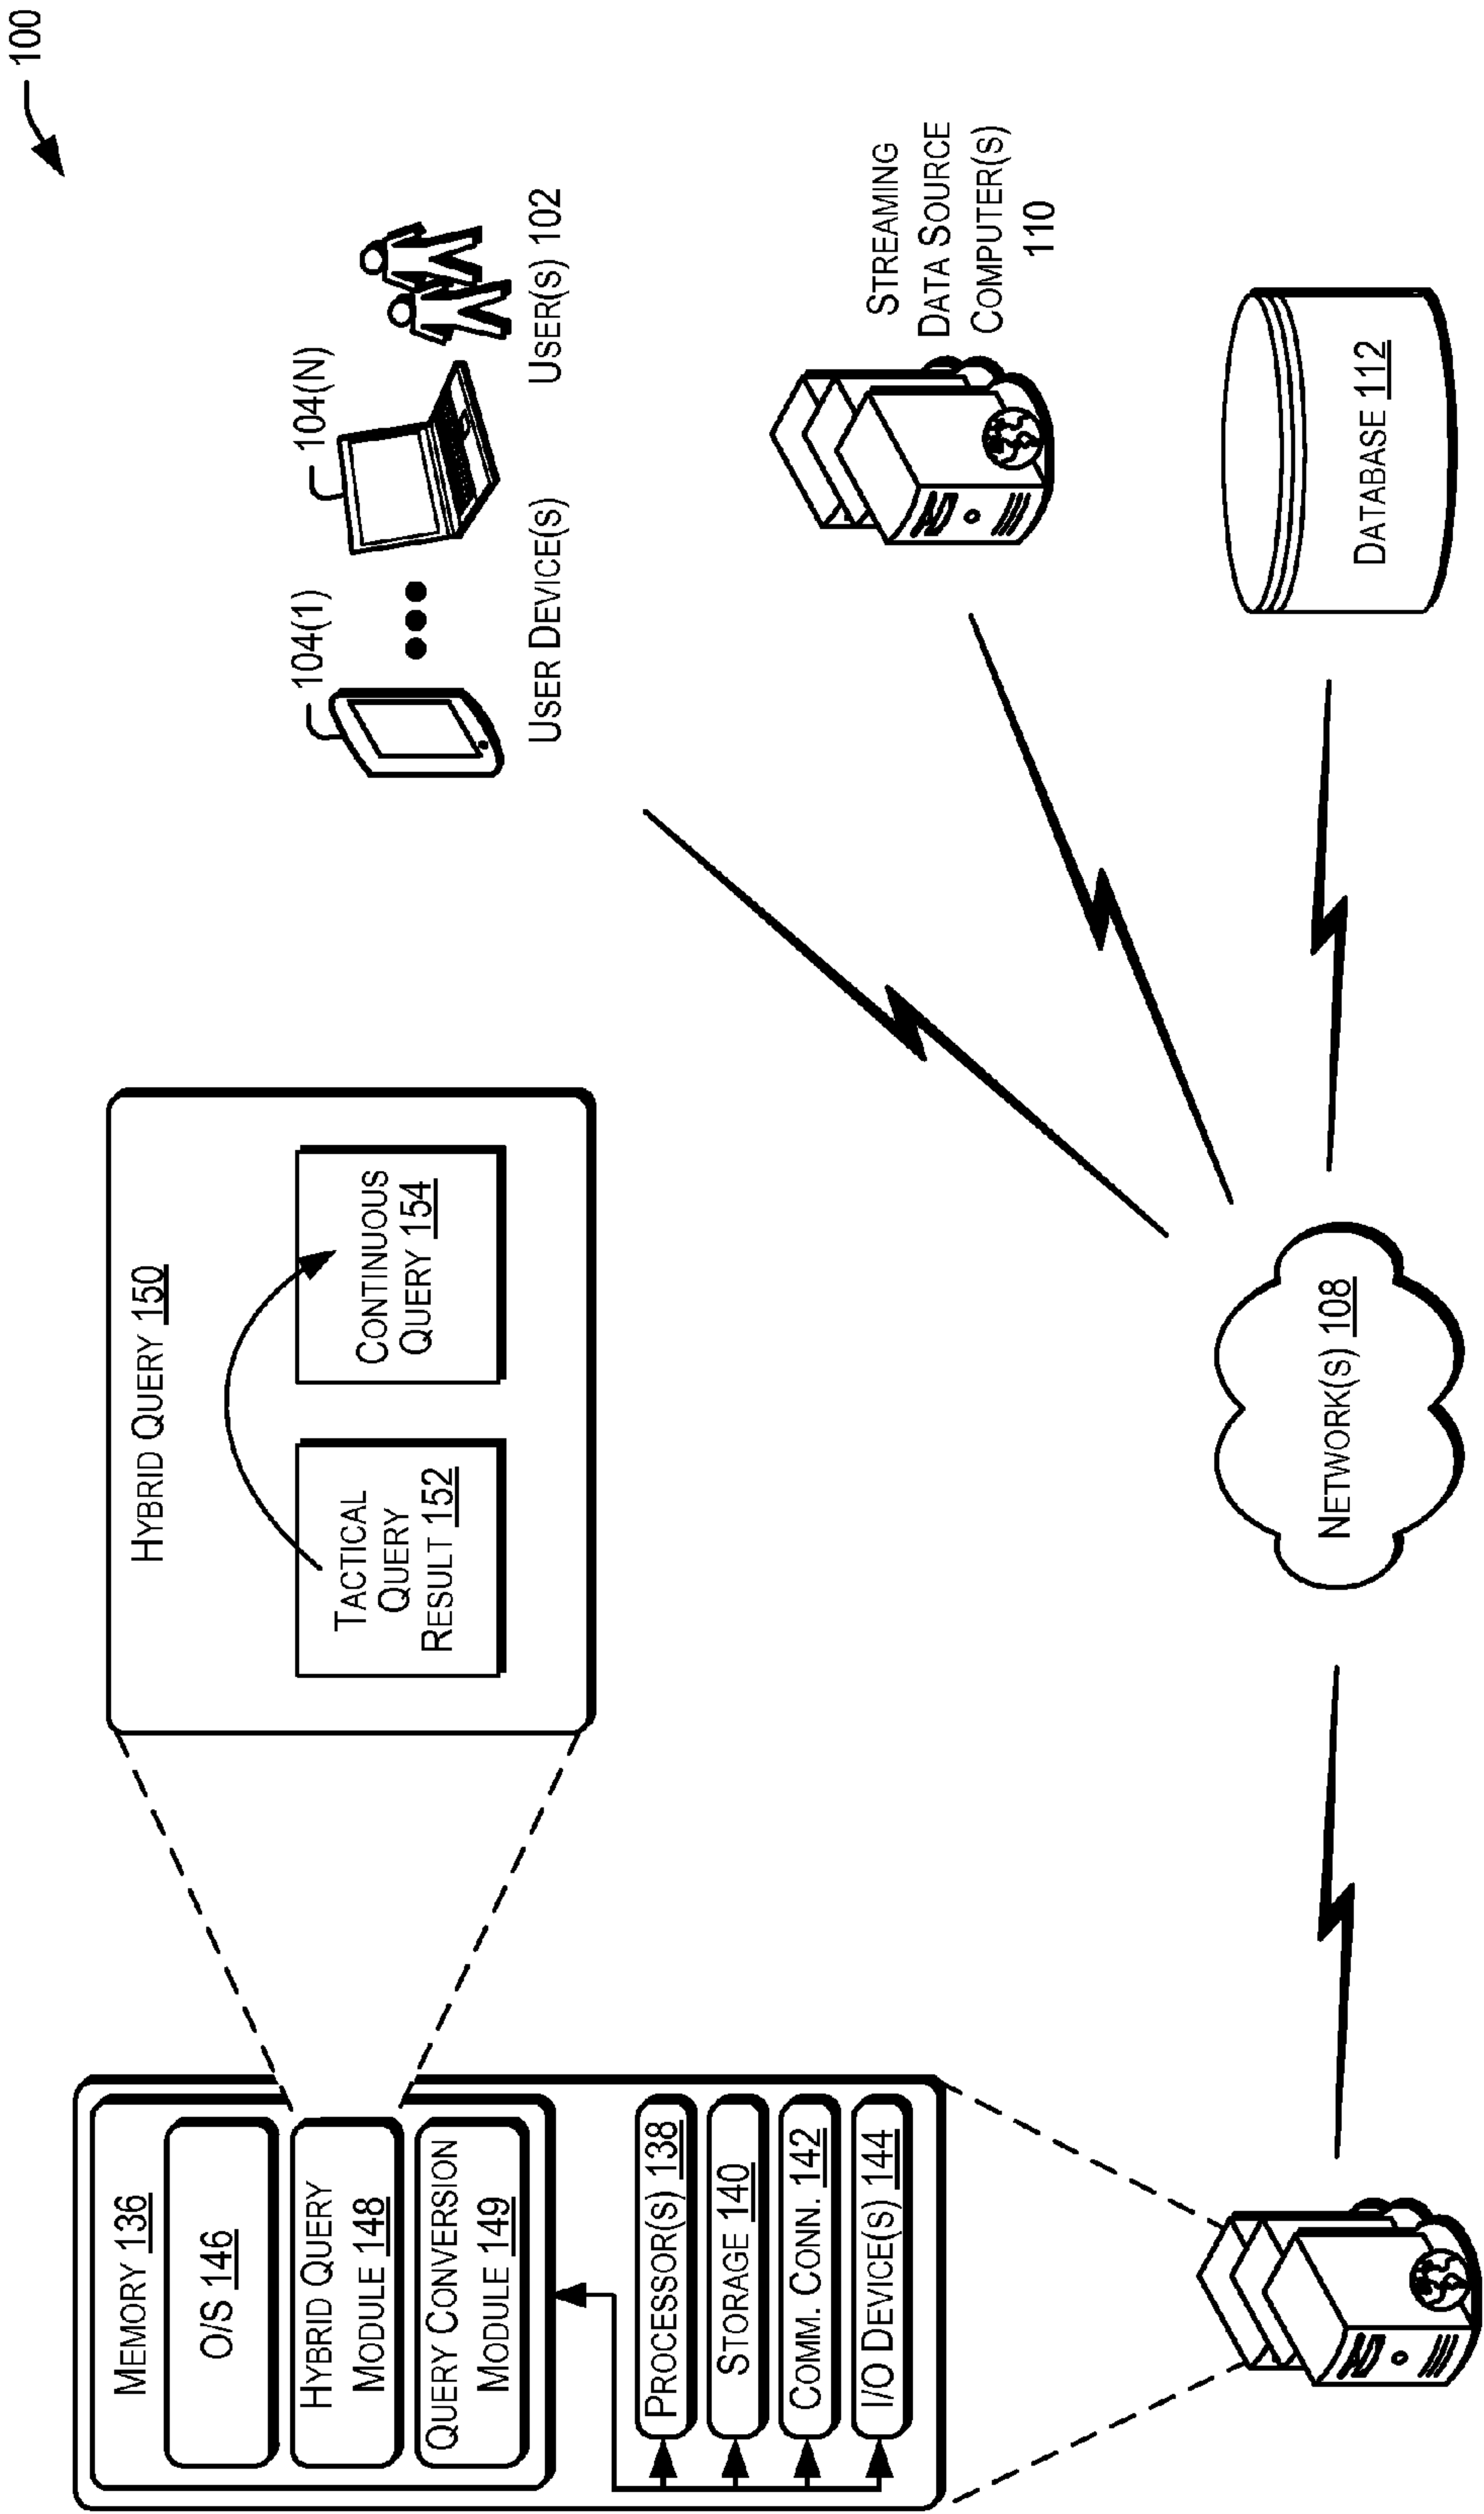 100
MEMORY 136
O/S 146
HYBRID QUERY
MODULE 148
QUERY CONVERSION
MODULE 149
PROCESSOR(S) 138
STORAGE 140
COMM. CONN. 142
I/O DEVICE(S) 144
HYBRID QUERY 150
TACTICAL
QUERY
RESULT 152
CONTINUOUS
QUERY 154
104(1)
104(N)
USER DEVICE(S)
USER(S) 102
STREAMING
DATA SOURCE
COMPUTER(S)
110
NETWORK(S) 108
DATABASE 112